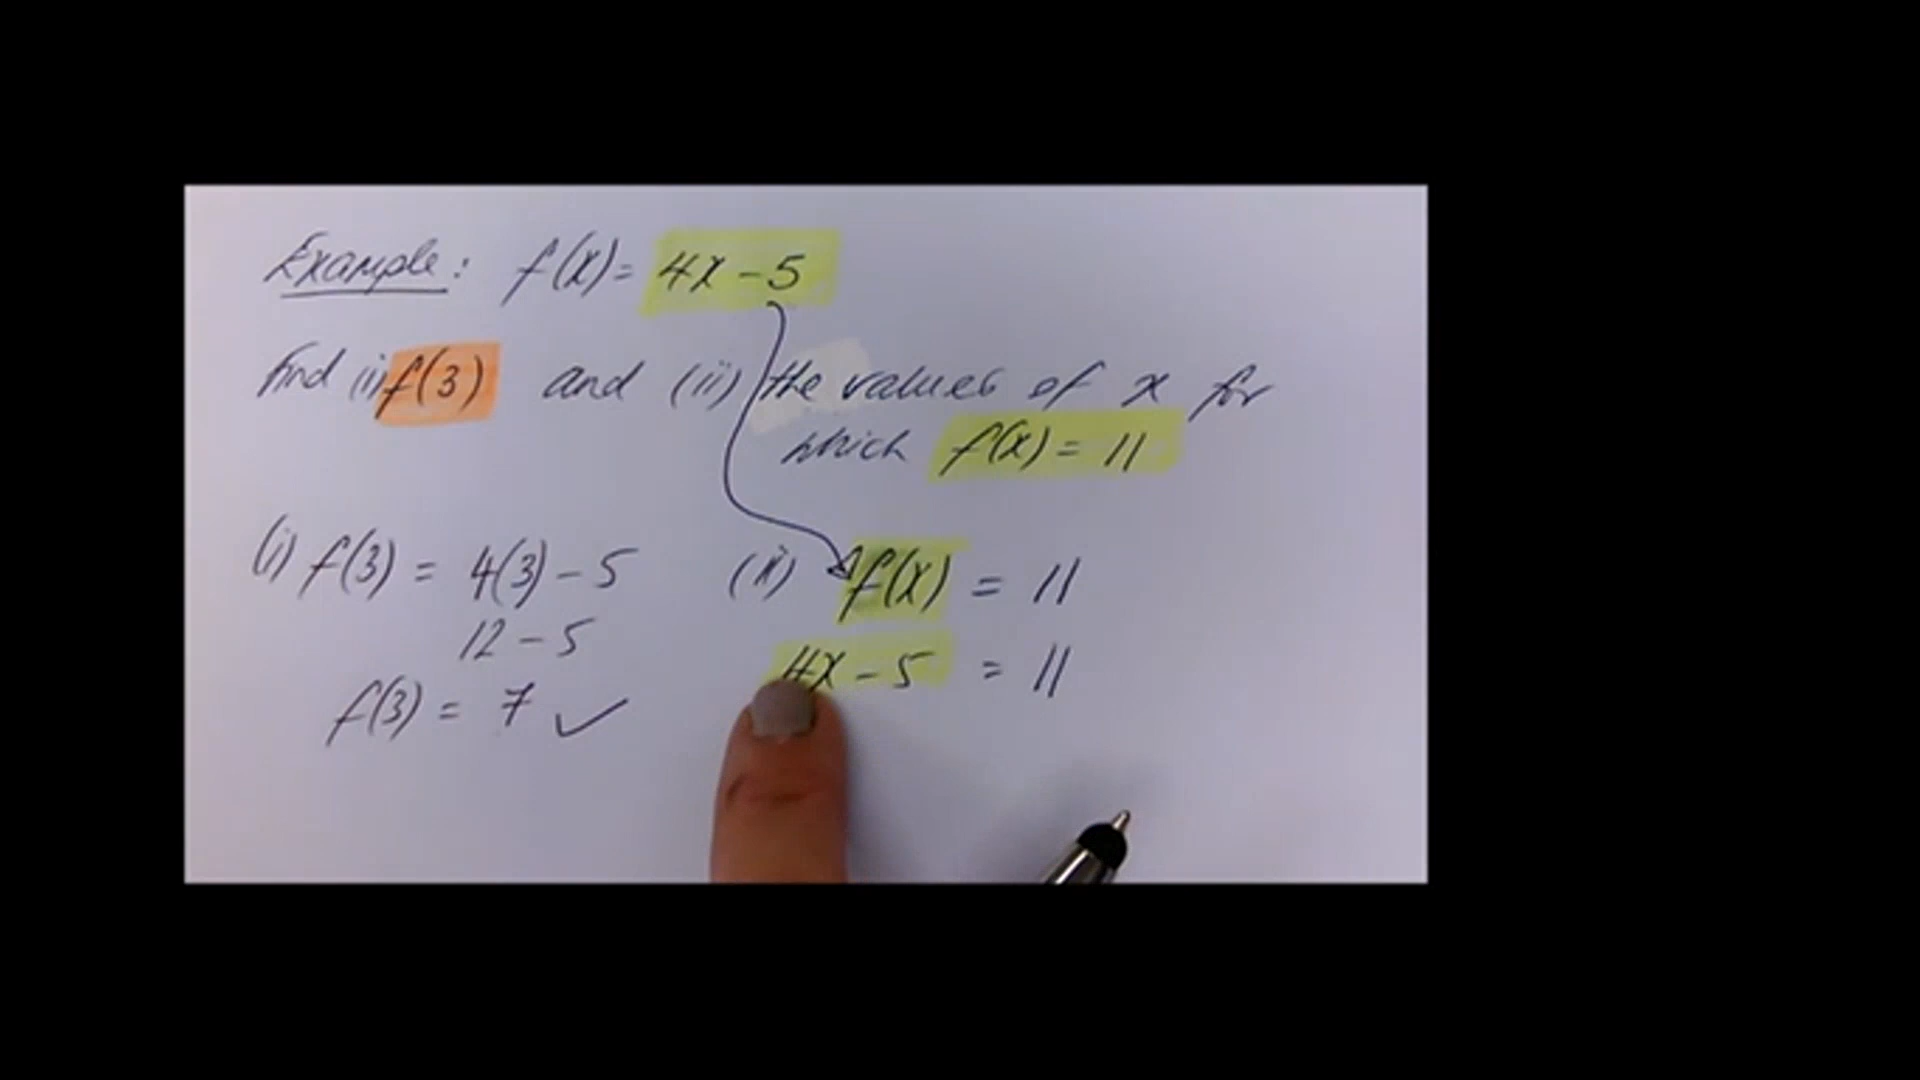 Example: f(x) = 4x - 5
Find (i) f(3) and (ii) the values of x for
which f(x) = 11
(i) f(3) = 4(3) - 5
12 - 5
f(3) = 7 ✓
(ii) f(x) = 11
4x - 5 = 11